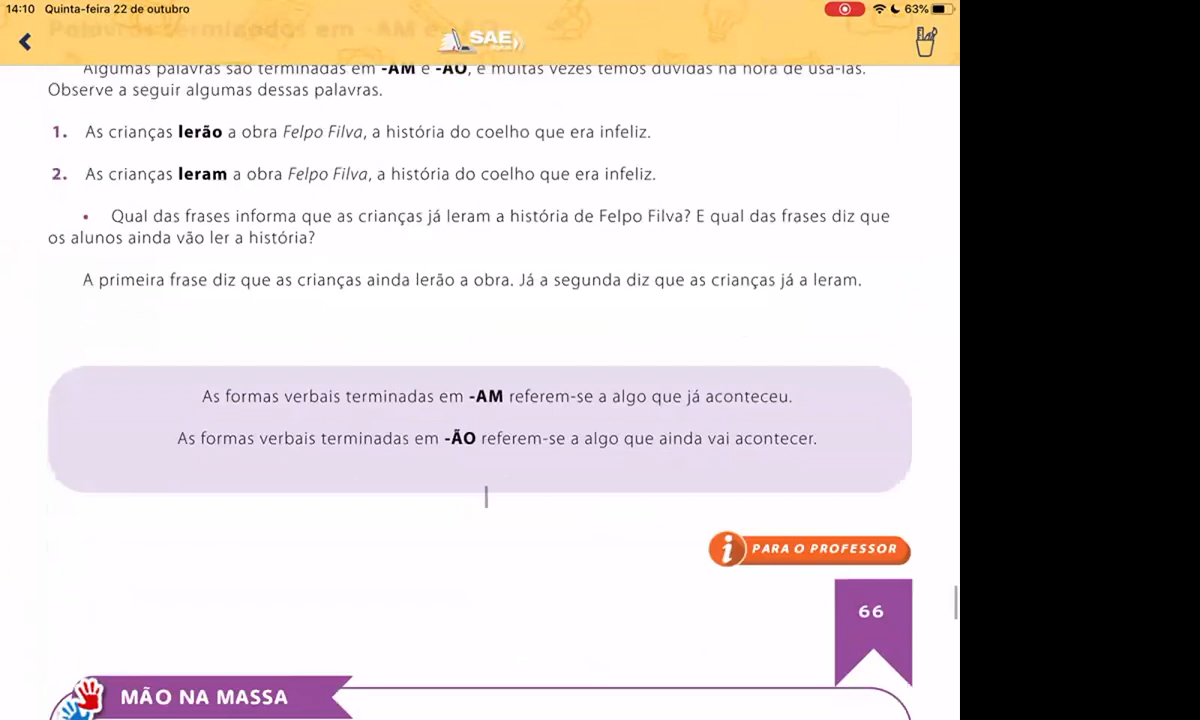 14:10 Quinta-feira 22 de outubro 63%
Palavras terminadas em -AM e -ÃO
SAE
Algumas palavras são terminadas em -AM e -ÃO, e muitas vezes temos dúvidas na hora de usá-las.
Observe a seguir algumas dessas palavras.
1. As crianças lerão a obra Felpo Filva, a história do coelho que era infeliz.
2. As crianças leram a obra Felpo Filva, a história do coelho que era infeliz.
• Qual das frases informa que as crianças já leram a história de Felpo Filva? E qual das frases diz que
os alunos ainda vão ler a história?
A primeira frase diz que as crianças ainda lerão a obra. Já a segunda diz que as crianças já a leram.
As formas verbais terminadas em -AM referem-se a algo que já aconteceu.
As formas verbais terminadas em -ÃO referem-se a algo que ainda vai acontecer.
i PARA O PROFESSOR
66
MÃO NA MASSA